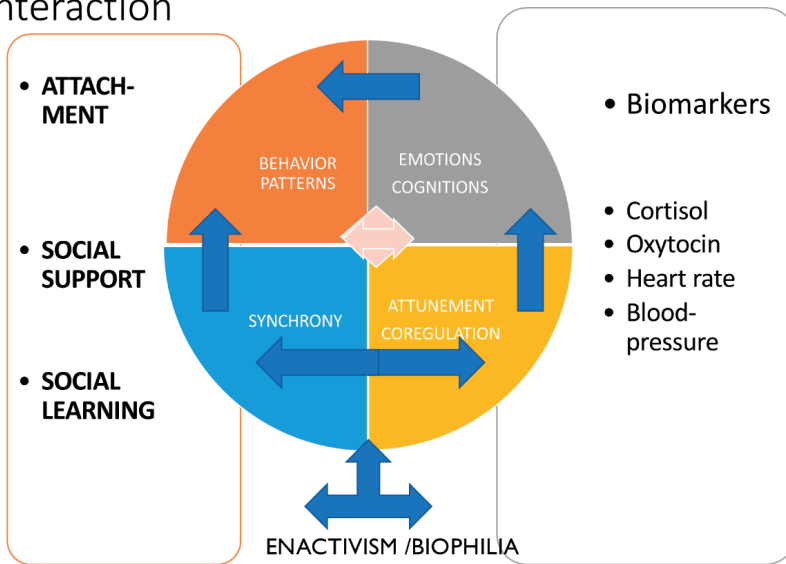 nteraction
• ATTACH-
MENT
• SOCIAL
SUPPORT
• SOCIAL
LEARNING
BEHAVIOR
PATTERNS
EMOTIONS
COGNITIONS
SYNCHRONY
ATTUNEMENT
COREGULATION
• Biomarkers
• Cortisol
• Oxytocin
• Heart rate
• Blood-
pressure
ENACTIVISM /BIOPHILIA